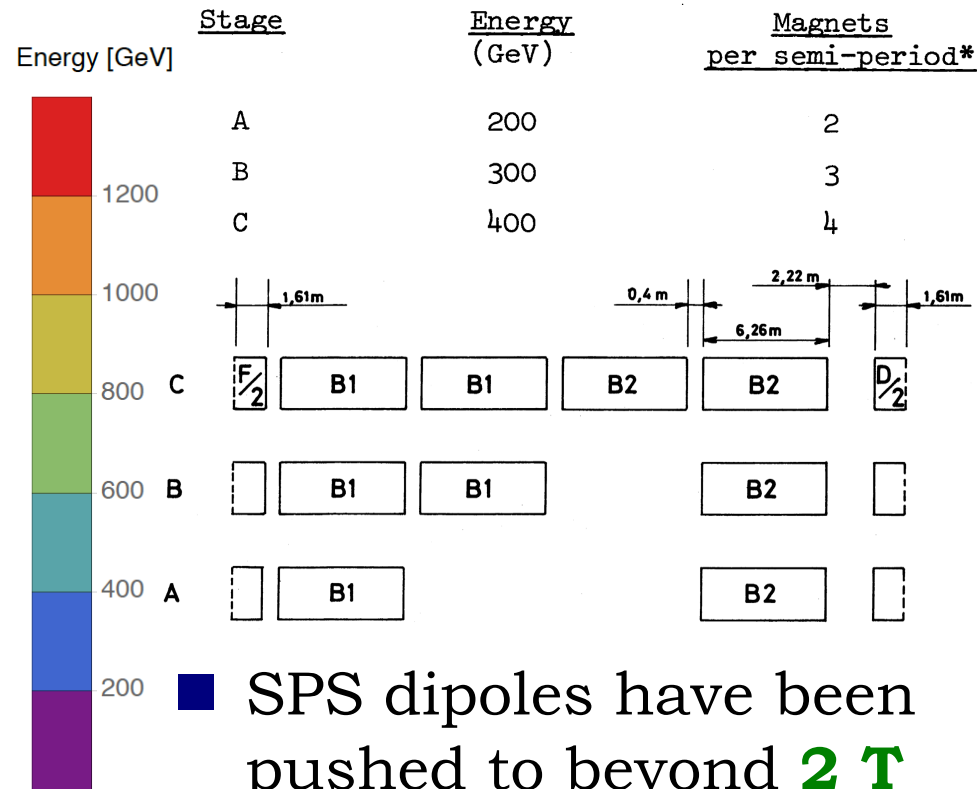 Stage Energy Magnets
Energy [GeV] (GeV) per semi-period*
A 200 2
B 300 3
1200
C 400 4
2,22 m
1000 1,61m 0,4 m 1,61m
6,26m
800 C F/2 B1 B1 B2 B2 D/2
600 B B1 B1 B2
400 A B1 B2
200
SPS dipoles have been
pushed to beyond 2 T